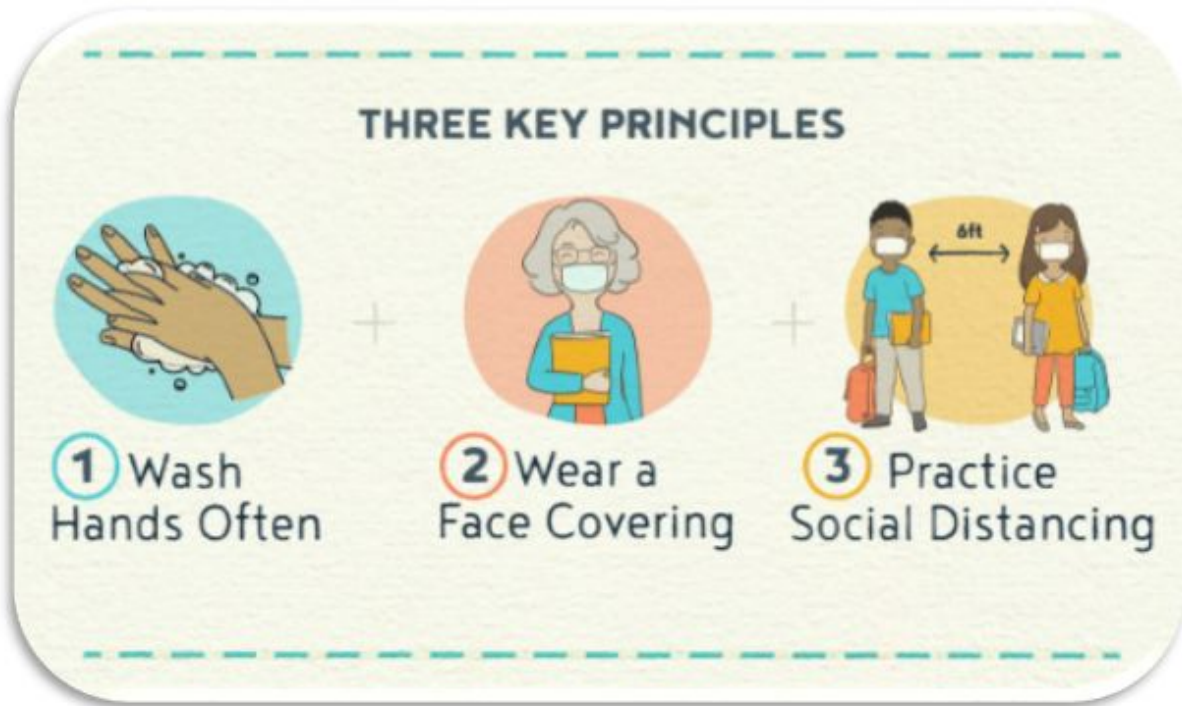 THREE KEY PRINCIPLES
6ft
1 Wash
Hands Often
2 Wear a
Face Covering
3 Practice
Social Distancing